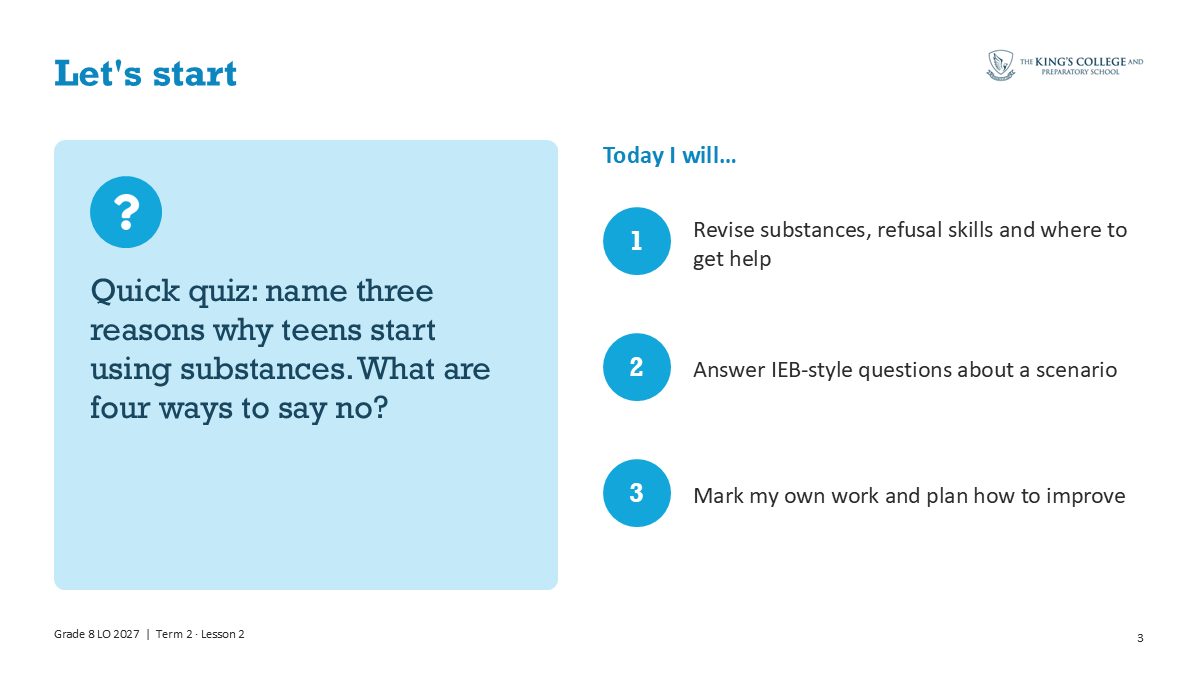 Let's start
THE KING'S COLLEGE AND
PREPARATORY SCHOOL
?
Quick quiz: name three
reasons why teens start
using substances. What are
four ways to say no?
Today I will...
1
Revise substances, refusal skills and where to
get help
2
Answer IEB-style questions about a scenario
3
Mark my own work and plan how to improve
Grade 8 LO 2027 | Term 2 · Lesson 2
3